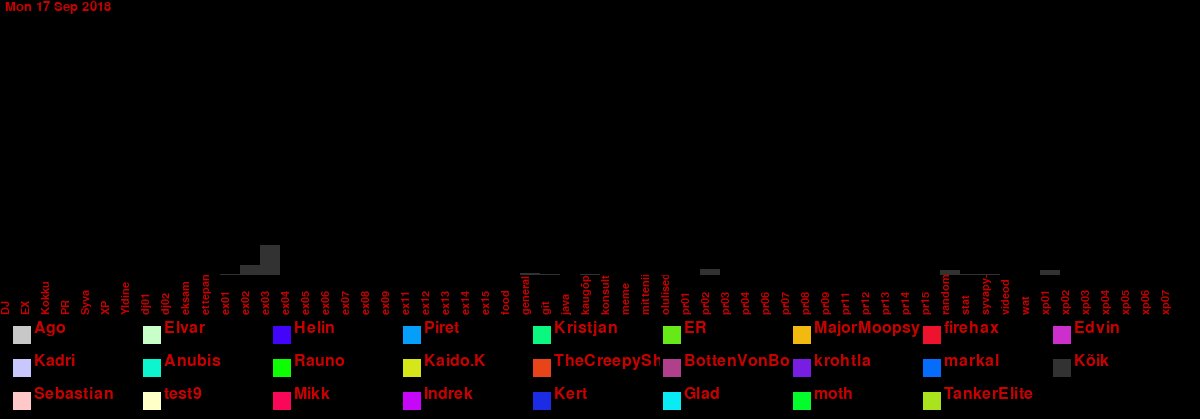 Mon 17 Sep 2018
DJ EX Kokku PR Syva XP Yldine dj01 dj02 eksam ettepan ex01 ex02 ex03 ex04 ex05 ex06 ex07 ex08 ex09 ex11 ex12 ex13 ex14 ex15 food general git java kaugõp konsult meme mittenii olulised pr01 pr02 pr03 pr04 pr06 pr07 pr08 pr09 pr11 pr12 pr13 pr14 pr15 random stat syvapy videod wat xp01 xp02 xp03 xp04 xp05 xp06 xp07
Ago Elvar Helin Piret Kristjan ER MajorMoopsy firehax Edvin
Kadri Anubis Rauno Kaido.K TheCreepySh BottenVonBo krohtla markal Kõik
Sebastian test9 Mikk Indrek Kert Glad moth TankerElite